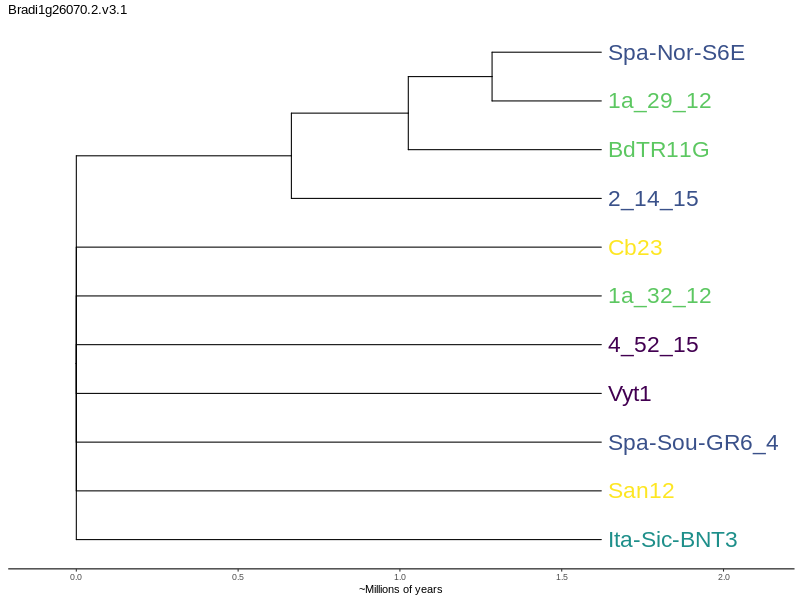 Bradi1g26070.2.v3.1
Spa-Nor-S6E
1a_29_12
BdTR11G
2_14_15
Cb23
1a_32_12
4_52_15
Vyt1
Spa-Sou-GR6_4
San12
Ita-Sic-BNT3
0.0 0.5 1.0 1.5 2.0
~Millions of years